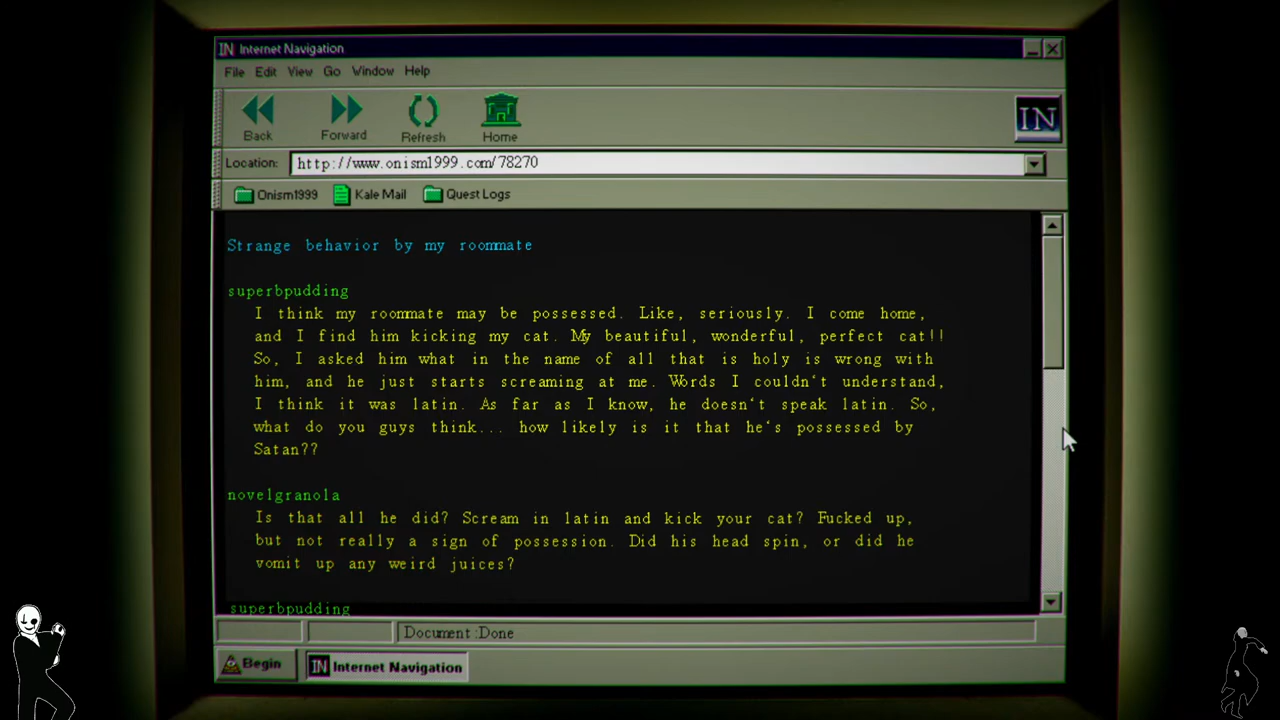 IN Internet Navigation
File Edit View Go Window Help
Back Forward Refresh Home
IN
Location: http://www.onism1999.com/78270
Onism1999 Kale Mail Quest Logs
Strange behavior by my roommate
superbpudding
I think my roommate may be possessed. Like, seriously. I come home,
and I find him kicking my cat. My beautiful, wonderful, perfect cat!!
So, I asked him what in the name of all that is holy is wrong with
him, and he just starts screaming at me. Words I couldn't understand,
I think it was latin. As far as I know, he doesn't speak latin. So,
what do you guys think... how likely is it that he's possessed by
Satan??
novelgranola
Is that all he did? Scream in latin and kick your cat? Fucked up,
but not really a sign of possession. Did his head spin, or did he
vomit up any weird juices?
superbpudding
Document :Done
Begin IN Internet Navigation